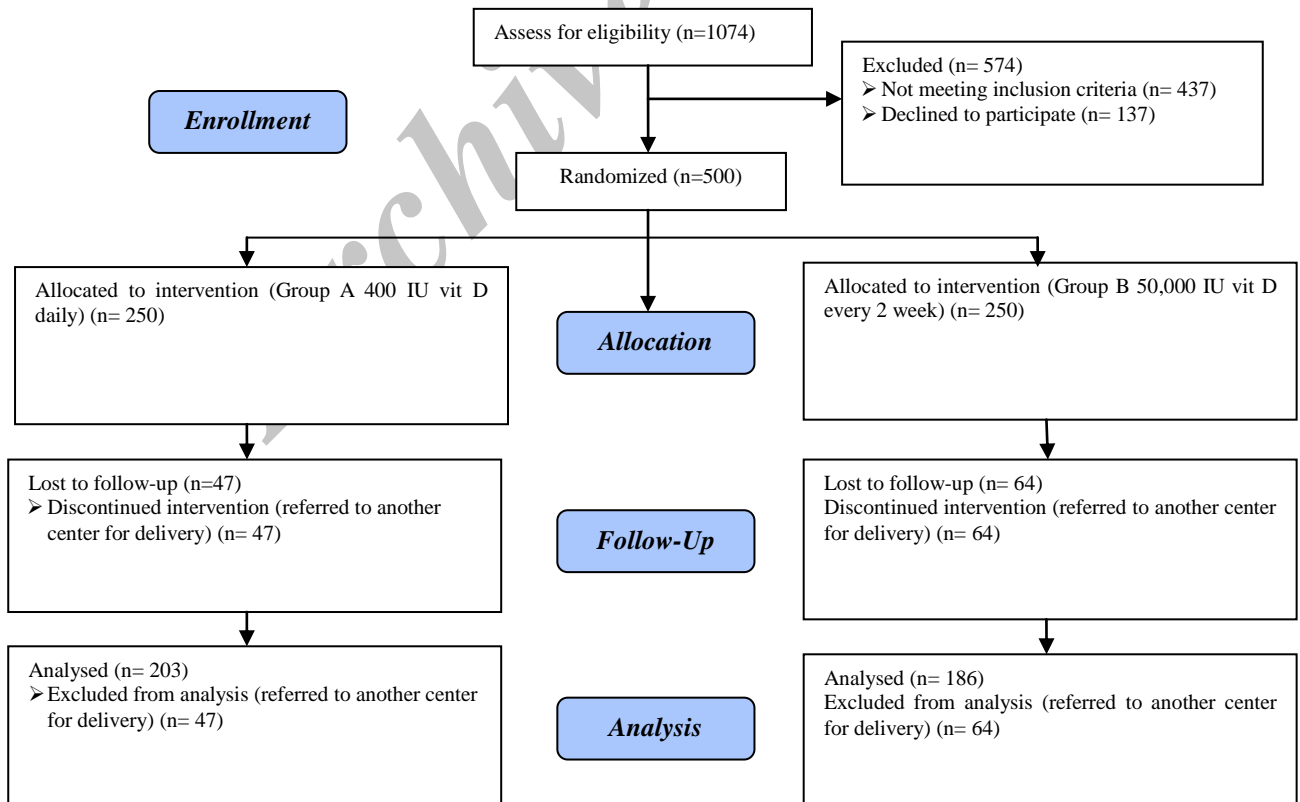 Assess for eligibility (n=1074)
Excluded (n= 574)
➢ Not meeting inclusion criteria (n= 437)
➢ Declined to participate (n= 137)
Enrollment
Randomized (n=500)
Allocated to intervention (Group A 400 IU vit D
daily) (n= 250)
Allocated to intervention (Group B 50,000 IU vit D
every 2 week) (n= 250)
Allocation
Lost to follow-up (n=47)
➢ Discontinued intervention (referred to another
center for delivery) (n= 47)
Lost to follow-up (n= 64)
Discontinued intervention (referred to another center
for delivery) (n= 64)
Follow-Up
Analysed (n= 203)
➢ Excluded from analysis (referred to another center
for delivery) (n= 47)
Analysed (n= 186)
Excluded from analysis (referred to another center
for delivery) (n= 64)
Analysis